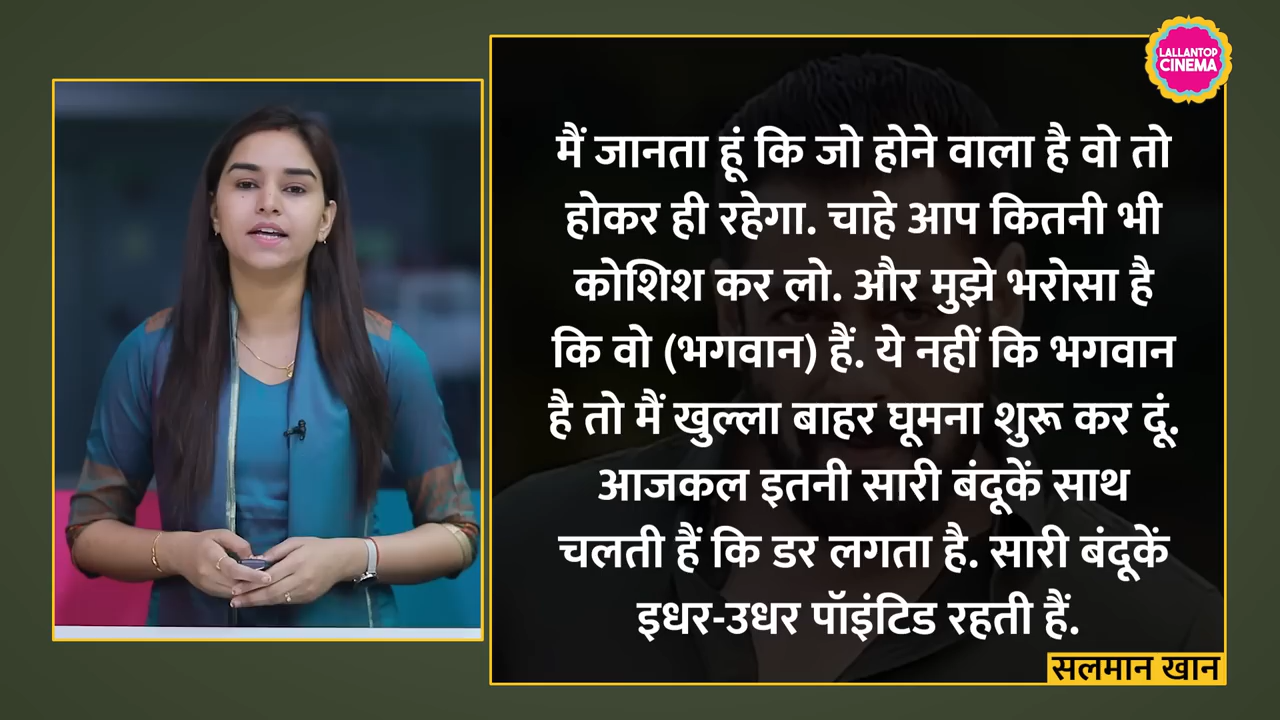 LALLANTOP
CINEMA
मैं जानता हूं कि जो होने वाला है वो तो
होकर ही रहेगा. चाहे आप कितनी भी
कोशिश कर लो. और मुझे भरोसा है
कि वो (भगवान) हैं. ये नहीं कि भगवान
है तो मैं खुल्ला बाहर घूमना शुरू कर दूं.
आजकल इतनी सारी बंदूकें साथ
चलती हैं कि डर लगता है. सारी बंदूकें
इधर-उधर पॉइंटिड रहती हैं.
सलमान खान